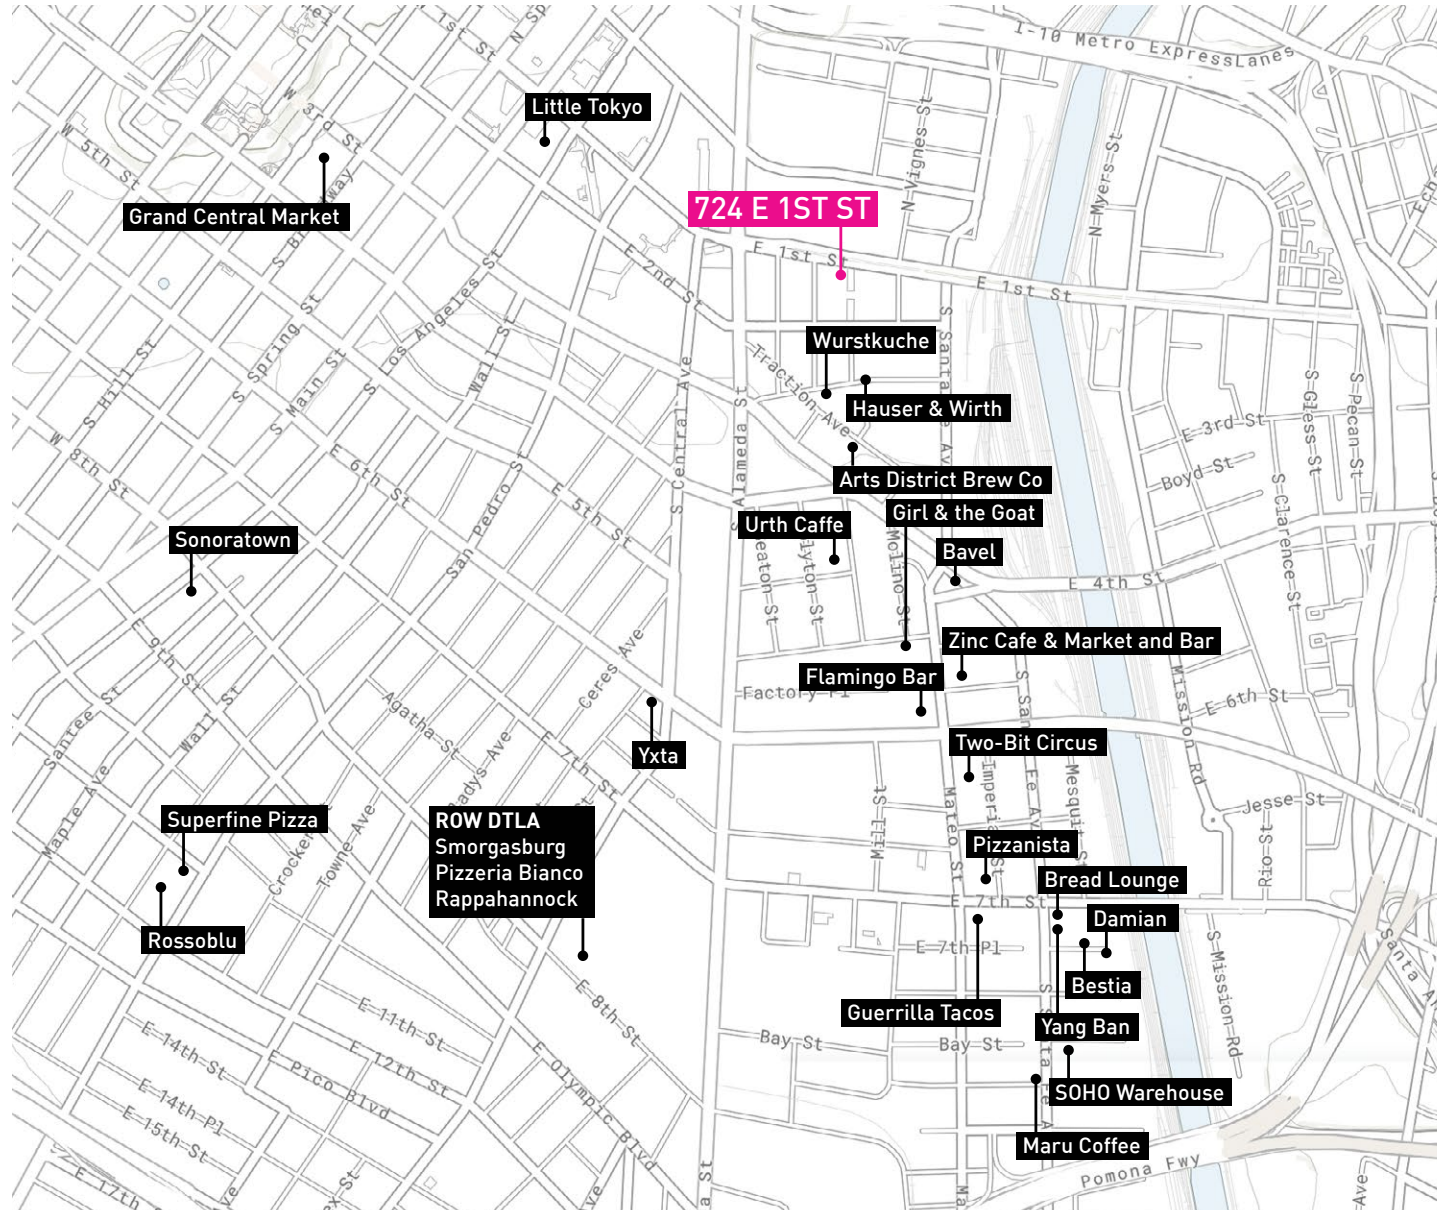 I-10 Metro ExpressLanes
1st St
N Sp
W 3rd St
W 5th St
Little Tokyo
N Vignes St
N Myers St
Grand Central Market
724 E 1ST ST
E 1st St
E 1st St
E 2nd St
S Los Angeles St
S Spring St
S Main St
Wall St
S Hill St
Wurstkuche
Traction Ave
Hauser & Wirth
S Central Ave
S Alameda St
S Gless St
S Pecan St
E 3rd St
Boyd St
W 8th St
E 6th St
E 5th St
San Pedro St
Arts District Brew Co
Girl & the Goat
Urth Caffe
Molino St
Bavel
S Clarence St
E 4th St
Sonoratown
E 9th St
Wall St
Santee St
Maple Ave
Agatha St
Ceres Ave
E 7th St
Zinc Cafe & Market and Bar
Flamingo Bar
Factory Pl
Mission Rd
E 6th St
Yxta
Two-Bit Circus
Mateo St
Mill St
Mesquit St
Jesse St
Rio St
Superfine Pizza
Towne Ave
ROW DTLA
Smorgasburg
Pizzeria Bianco
Rappahannock
Pizzanista
Bread Lounge
E 7th St
Damian
Rossoblu
E 7th Pl
Bestia
Guerrilla Tacos
Yang Ban
S Mission Rd
E 8th St
E 11th St
E 12th St
E 14th St
E Pico Blvd
E Olympic Blvd
E 14th Pl
E 15th St
E 17th
Bay St
Bay St
SOHO Warehouse
Maru Coffee
Pomona Fwy